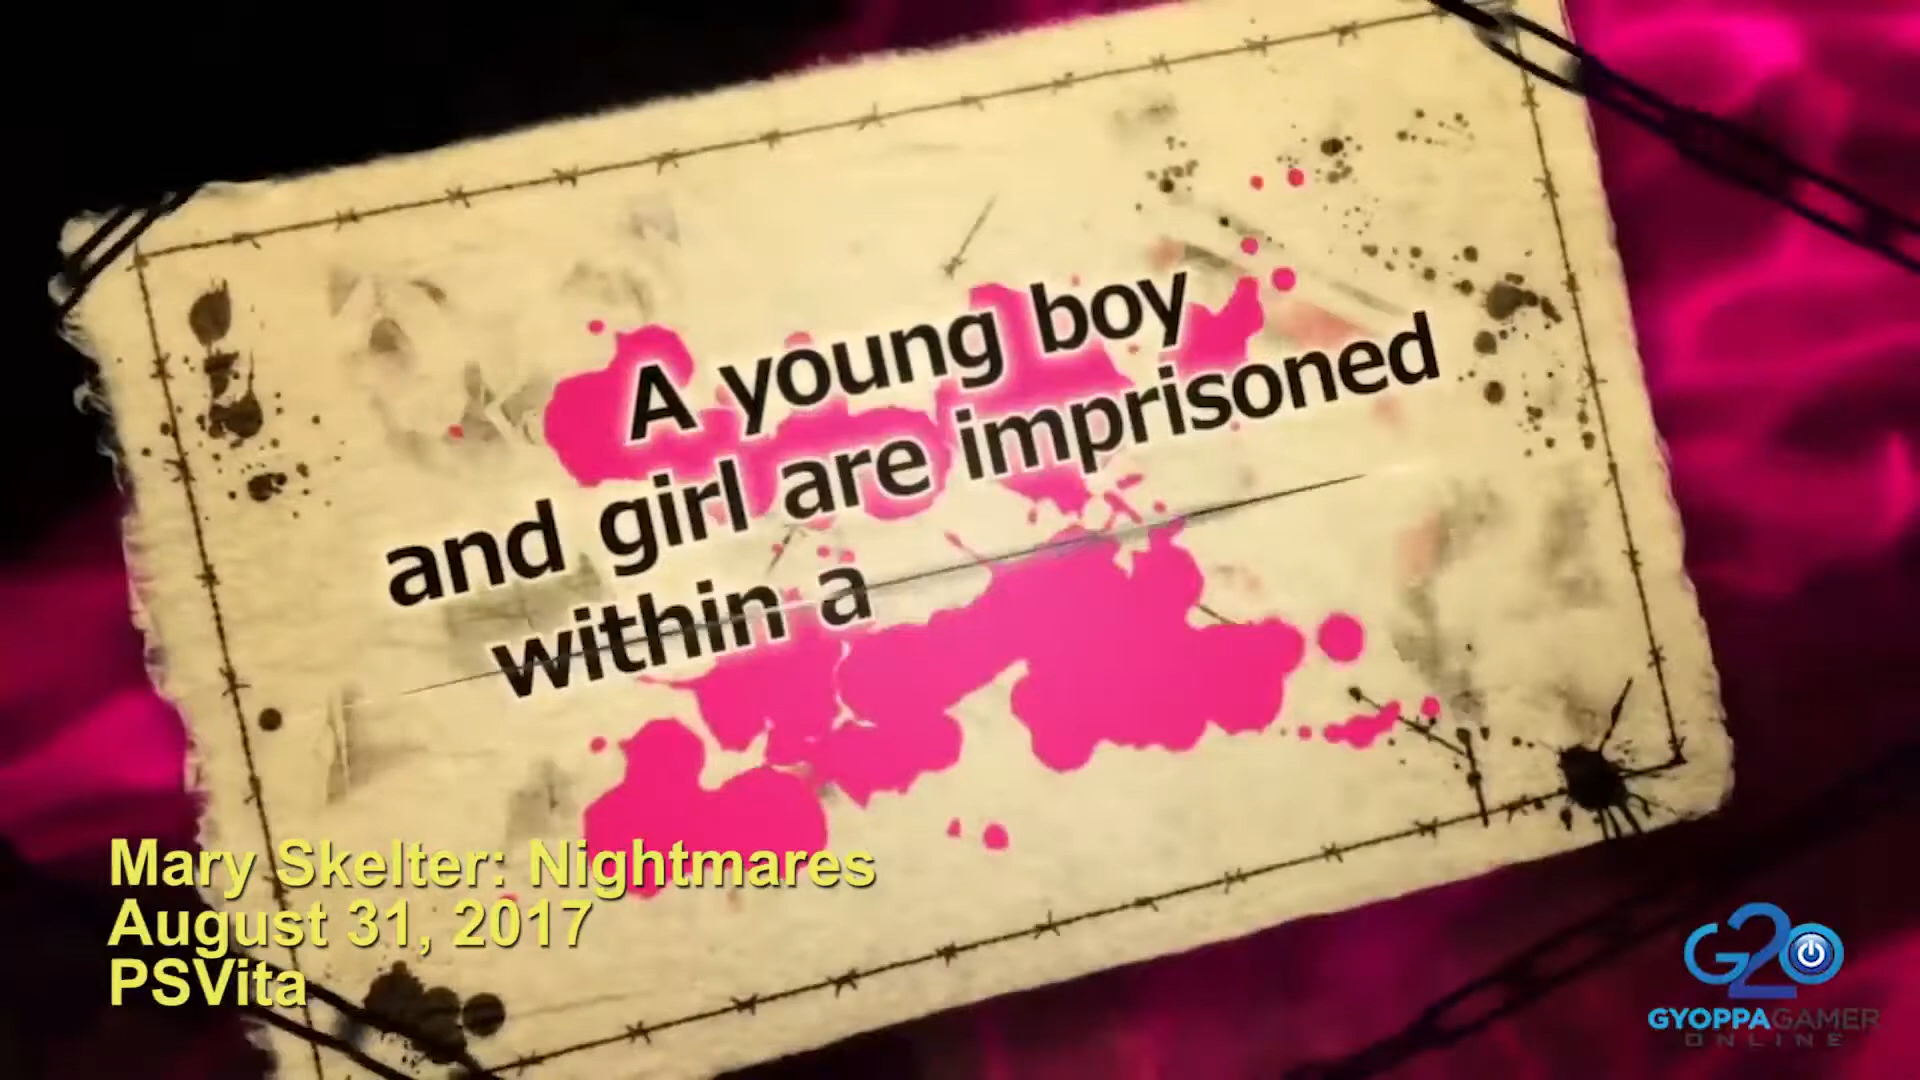 A young boy
and girl are imprisoned
within a
Mary Skelter: Nightmares
August 31, 2017
PSVita
G2O
GYOPPAGAMER
ONLINE